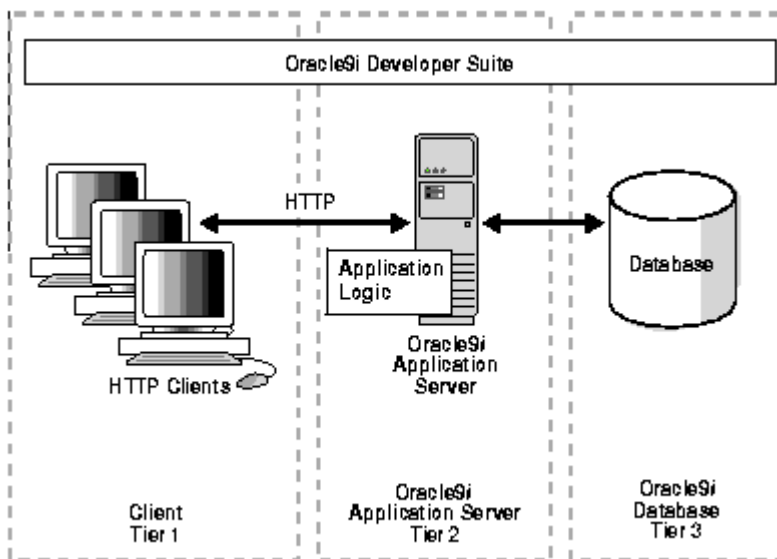 Oracle9i Developer Suite
HTTP
Application
Logic
Database
HTTP Clients
Oracle9i
Application
Server
Client
Tier 1
Oracle9i
Application Server
Tier 2
Oracle9i
Database
Tier 3